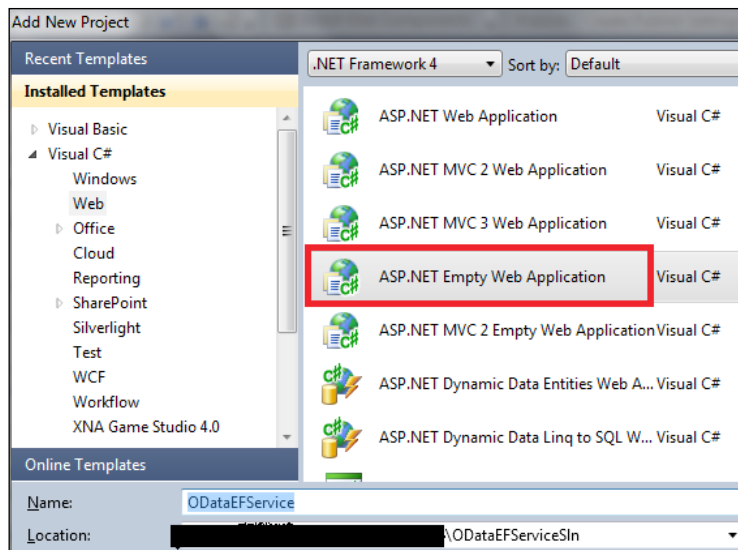 Add New Project
Recent Templates
.NET Framework 4 Sort by: Default
Installed Templates
Visual Basic
Visual C#
Windows
Web
Office
Cloud
Reporting
SharePoint
Silverlight
Test
WCF
Workflow
XNA Game Studio 4.0
Online Templates
ASP.NET Web Application Visual C#
ASP.NET MVC 2 Web Application Visual C#
ASP.NET MVC 3 Web Application Visual C#
ASP.NET Empty Web Application Visual C#
ASP.NET MVC 2 Empty Web Application Visual C#
ASP.NET Dynamic Data Entities Web A... Visual C#
ASP.NET Dynamic Data Linq to SQL W... Visual C#
Name: ODataEFService
Location: \ODataEFServiceSln